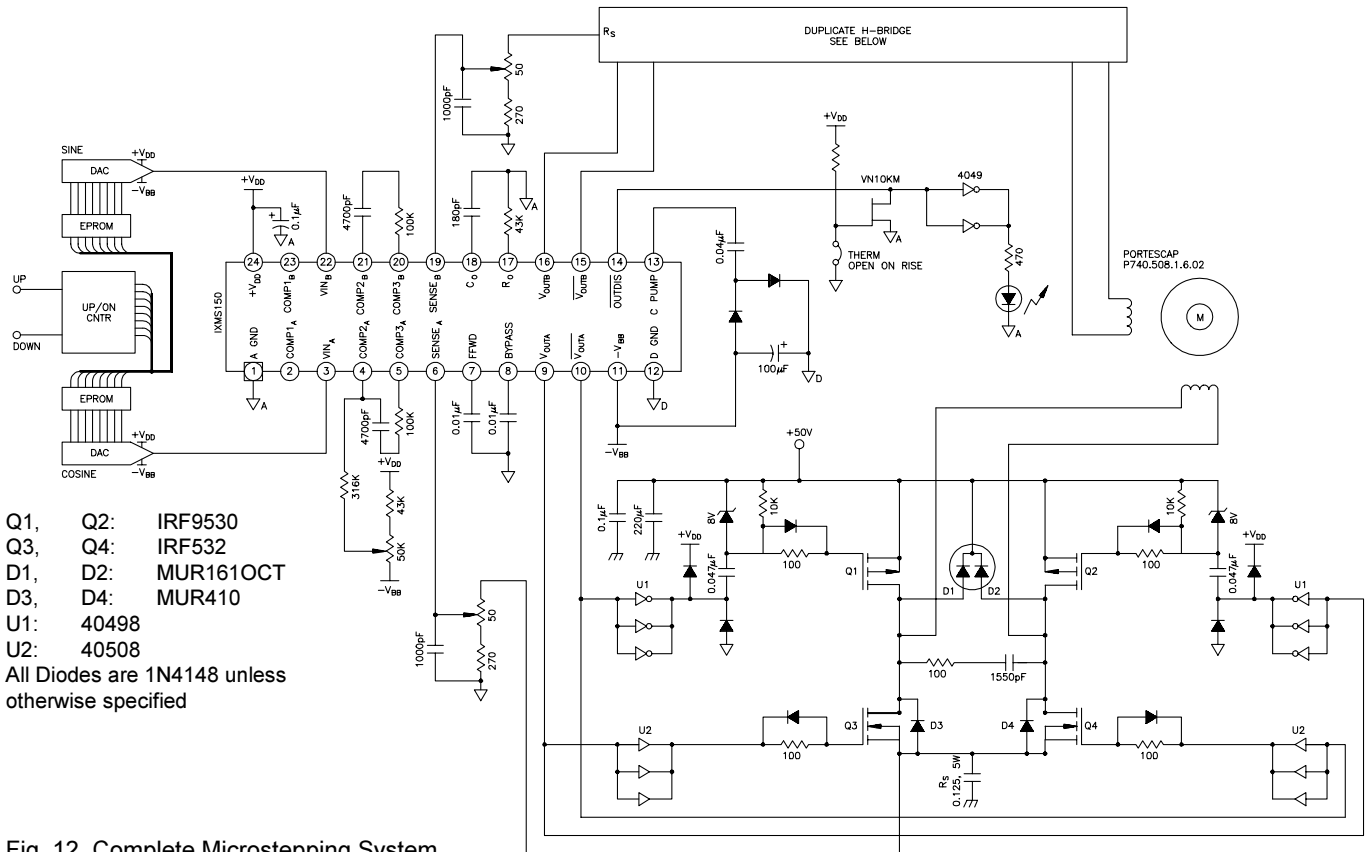 DUPLICATE H-BRIDGE
SEE BELOW
RS
50
270
1000pF
+VDD
THERM
OPEN ON RISE
VN10KM
A
4049
470
A
PORTESCAP
P740.508.1.6.02
M
SINE
DAC
+VDD
-VBB
EPROM
UP
DOWN
UP/ON
CNTR
EPROM
DAC
+VDD
-VBB
COSINE
+VDD
0.1µF
A
4700pF
100K
180pF
43K
A
0.04µF
100µF
D
IXMS150
24 +VDD
23 COMP1B
22 VINB
21 COMP2B
20 COMP3B
19 SENSEB
18 CO
17 RO
16 VOUTB
15 VOUTB
14 OUTDIS
13 C PUMP
1 A GND
2 COMP1A
3 VINA
4 COMP2A
5 COMP3A
6 SENSEA
7 FFWD
8 BYPASS
9 VOUTA
10 VOUTA
11 -VBB
12 D GND
A
4700pF
100K
0.01µF
0.01µF
-VBB
D
316K
+VDD
43K
50K
-VBB
1000pF
50
270
+50V
0.1µF
220µF
8V
10K
100
+VDD
0.047µF
U1
Q1
D1
D2
Q2
10K
8V
100
0.047µF
+VDD
U1
100
1550pF
U2
100
Q3
D3
D4
Q4
100
U2
RS
0.125, 5W
Q1, Q2: IRF9530
Q3, Q4: IRF532
D1, D2: MUR161OCT
D3, D4: MUR410
U1: 40498
U2: 40508
All Diodes are 1N4148 unless
otherwise specified
Fig. 12 Complete Microstepping System